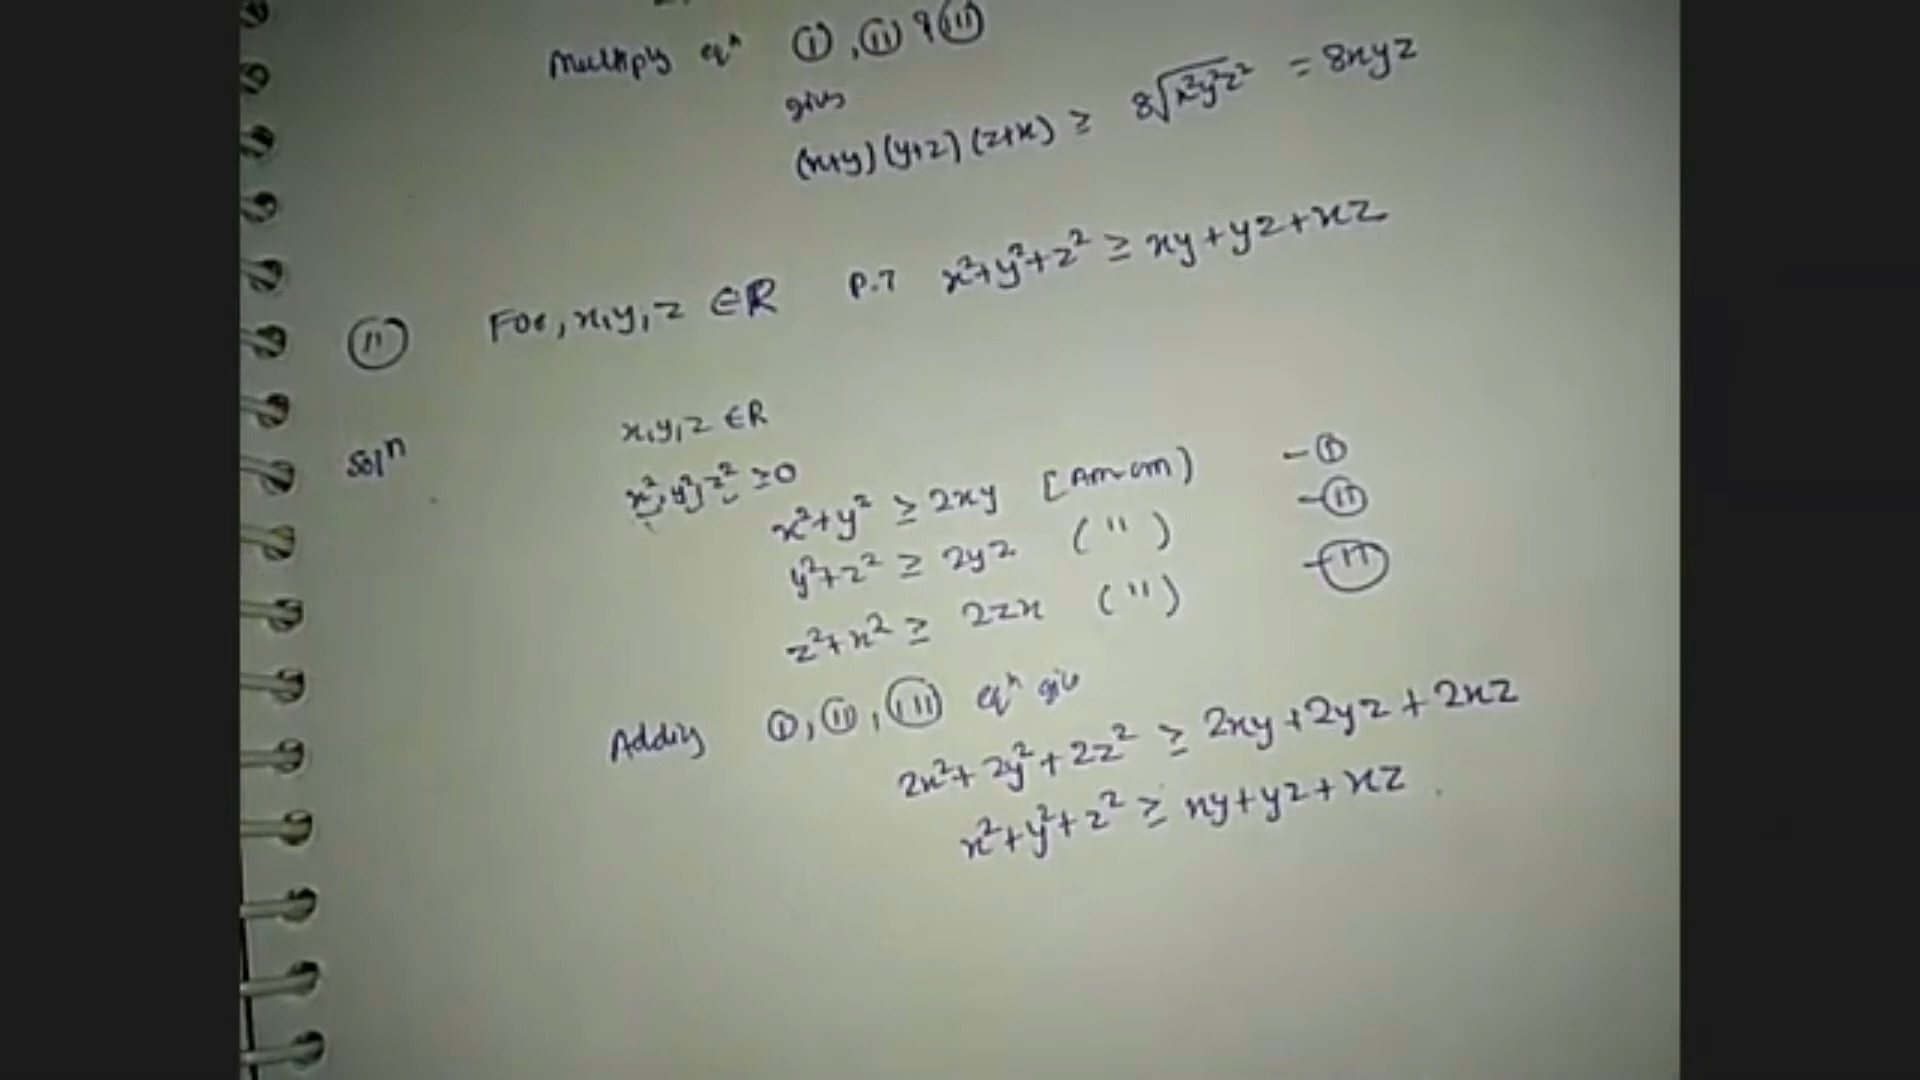 Multiply eqn (i), (ii) & (iii)
gives
(x+y) (y+z) (z+x) ≥ 8√x²y²z² = 8xyz
(ii) For, x,y,z ∈ R P.T x²+y²+z² ≥ xy+yz+xz
Solⁿ x,y,z ∈ R
x², y², z² ≥0
x²+y² ≥ 2xy [Am-Gm) - (i)
y²+z² ≥ 2yz ( " ) - (ii)
z²+x² ≥ 2zx ( " ) - (iii)
Adding (i), (ii), (iii) eqn giv
2x²+ 2y²+ 2z² ≥ 2xy+2yz+2xz
x²+y²+z² ≥ xy+yz+xz .